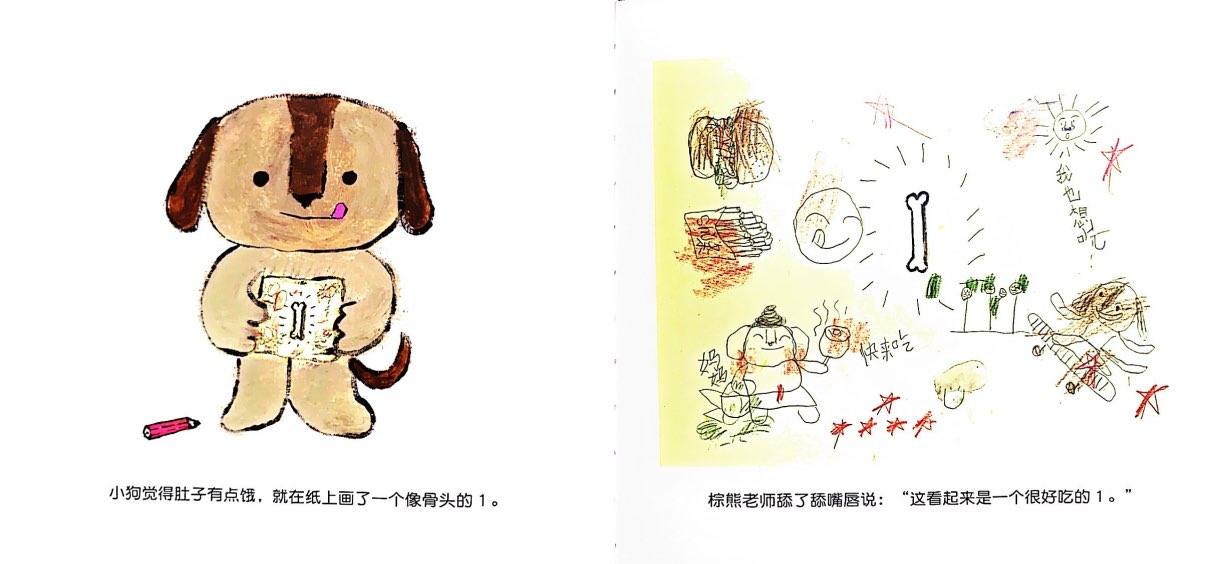 小狗觉得肚子有点饿，就在纸上画了一个像骨头的1。
我也想吃
妈妈
快来吃
棕熊老师舔了舔嘴唇说：“这看起来是一个很好吃的1。”